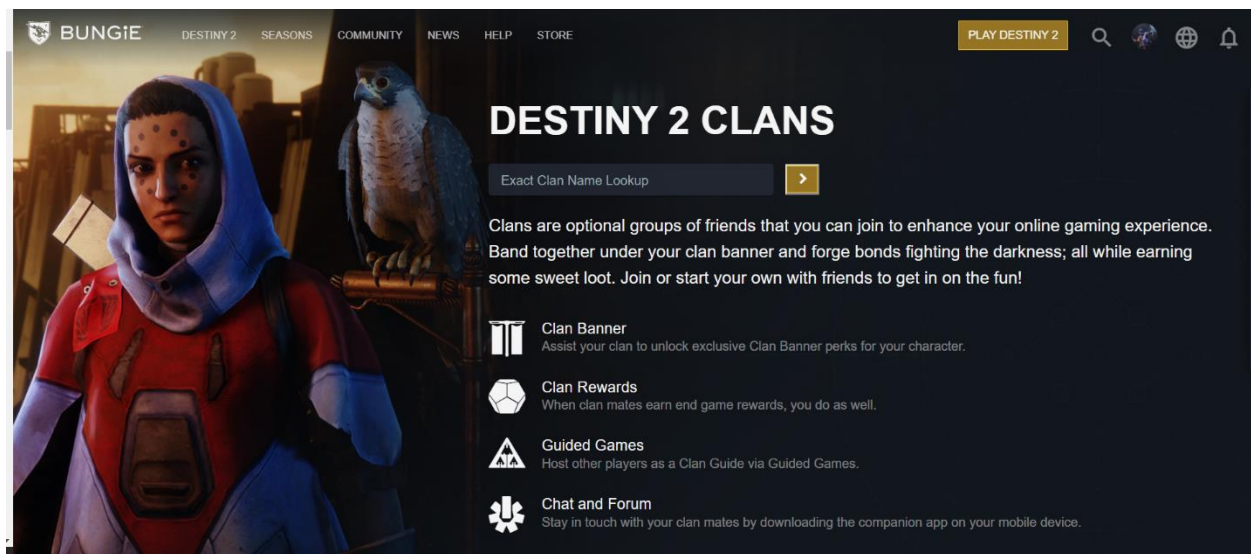 BUNGiE
DESTINY 2 SEASONS COMMUNITY NEWS HELP STORE
PLAY DESTINY 2
DESTINY 2 CLANS
Exact Clan Name Lookup
Clans are optional groups of friends that you can join to enhance your online gaming experience.
Band together under your clan banner and forge bonds fighting the darkness; all while earning
some sweet loot. Join or start your own with friends to get in on the fun!
Clan Banner
Assist your clan to unlock exclusive Clan Banner perks for your character.
Clan Rewards
When clan mates earn end game rewards, you do as well.
Guided Games
Host other players as a Clan Guide via Guided Games.
Chat and Forum
Stay in touch with your clan mates by downloading the companion app on your mobile device.